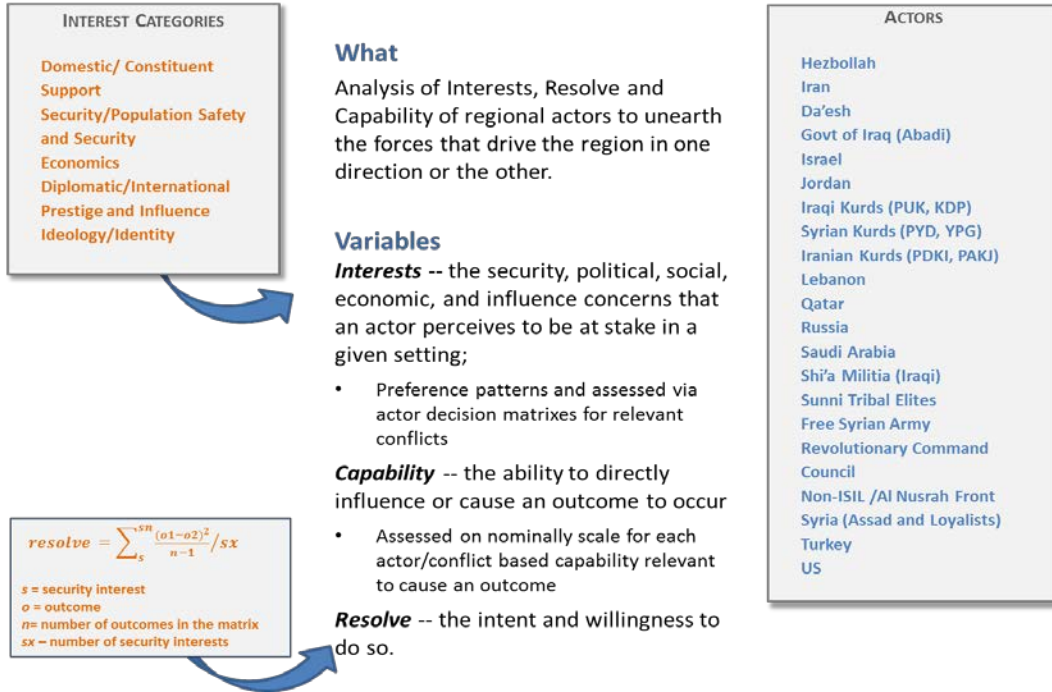 INTEREST CATEGORIES
Domestic/ Constituent
Support
Security/Population Safety
and Security
Economics
Diplomatic/International
Prestige and Influence
Ideology/Identity
What
Analysis of Interests, Resolve and
Capability of regional actors to unearth
the forces that drive the region in one
direction or the other.
Variables
Interests -- the security, political, social,
economic, and influence concerns that
an actor perceives to be at stake in a
given setting;
• Preference patterns and assessed via
actor decision matrixes for relevant
conflicts
Capability -- the ability to directly
influence or cause an outcome to occur
• Assessed on nominally scale for each
actor/conflict based capability relevant
to cause an outcome
Resolve -- the intent and willingness to
do so.
resolve = ∑_s^sn (o1−o2)²/n−1 /sx
s = security interest
o = outcome
n= number of outcomes in the matrix
sx – number of security interests
ACTORS
Hezbollah
Iran
Da’esh
Govt of Iraq (Abadi)
Israel
Jordan
Iraqi Kurds (PUK, KDP)
Syrian Kurds (PYD, YPG)
Iranian Kurds (PDKI, PAKJ)
Lebanon
Qatar
Russia
Saudi Arabia
Shi’a Militia (Iraqi)
Sunni Tribal Elites
Free Syrian Army
Revolutionary Command
Council
Non-ISIL /Al Nusrah Front
Syria (Assad and Loyalists)
Turkey
US